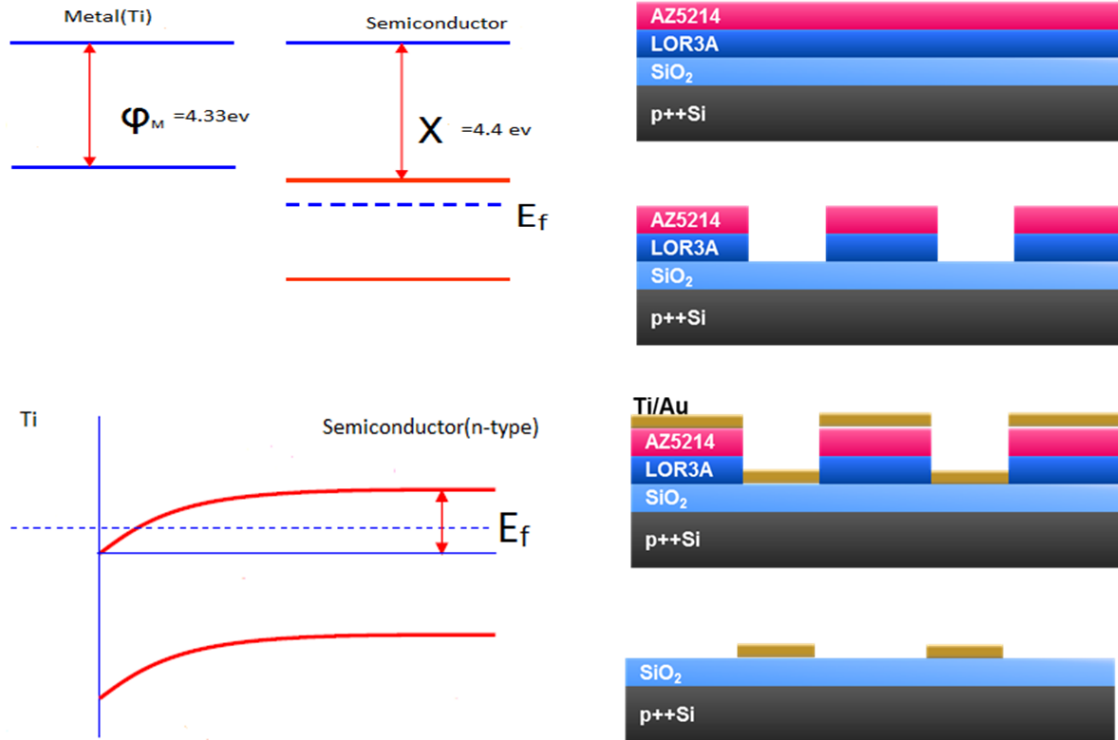 Metal(Ti)
Semiconductor
φM =4.33ev
X =4.4 ev
Ef
Ti
Semiconductor(n-type)
Ef
AZ5214
LOR3A
SiO2
p++Si
AZ5214
LOR3A
SiO2
p++Si
Ti/Au
AZ5214
LOR3A
SiO2
p++Si
SiO2
p++Si